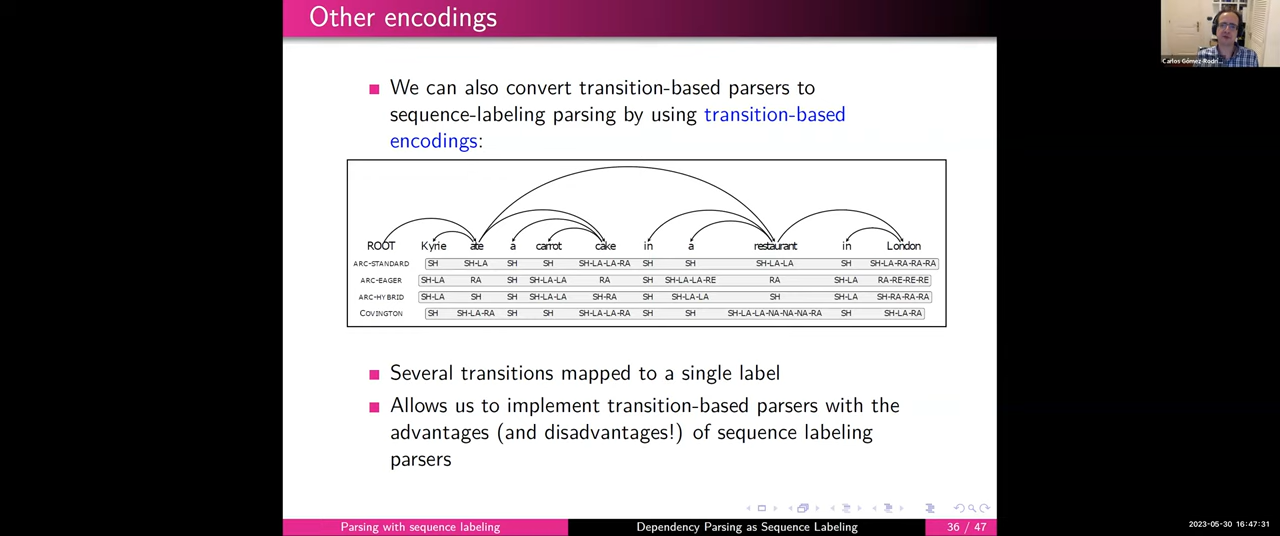 Other encodings
Carlos Gómez-Rodrí...
We can also convert transition-based parsers to
sequence-labeling parsing by using transition-based
encodings:
ROOT Kyrie ate a carrot cake in a restaurant in London
ARC-STANDARD SH SH-LA SH SH SH-LA-LA-RA SH SH SH-LA-LA SH SH-LA-RA-RA-RA
ARC-EAGER SH-LA RA SH SH-LA-LA RA SH SH-LA-LA-RE RA SH-LA RA-RE-RE-RE
ARC-HYBRID SH-LA SH SH SH-LA-LA SH-RA SH SH-LA-LA SH SH-LA SH-RA-RA-RA
COVINGTON SH SH-LA-RA SH SH SH-LA-LA-RA SH SH SH-LA-LA-NA-NA-NA-RA SH SH-LA-RA
Several transitions mapped to a single label
Allows us to implement transition-based parsers with the
advantages (and disadvantages!) of sequence labeling
parsers
Parsing with sequence labeling Dependency Parsing as Sequence Labeling 36 / 47
2023-05-30 16:47:31